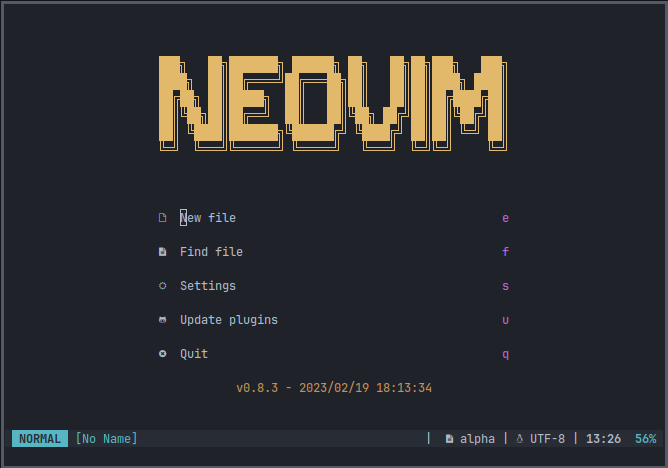 NEOVIM
New file e
Find file f
Settings s
Update plugins u
Quit q
v0.8.3 - 2023/02/19 18:13:34
NORMAL [No Name] | alpha | UTF-8 | 13:26 56%